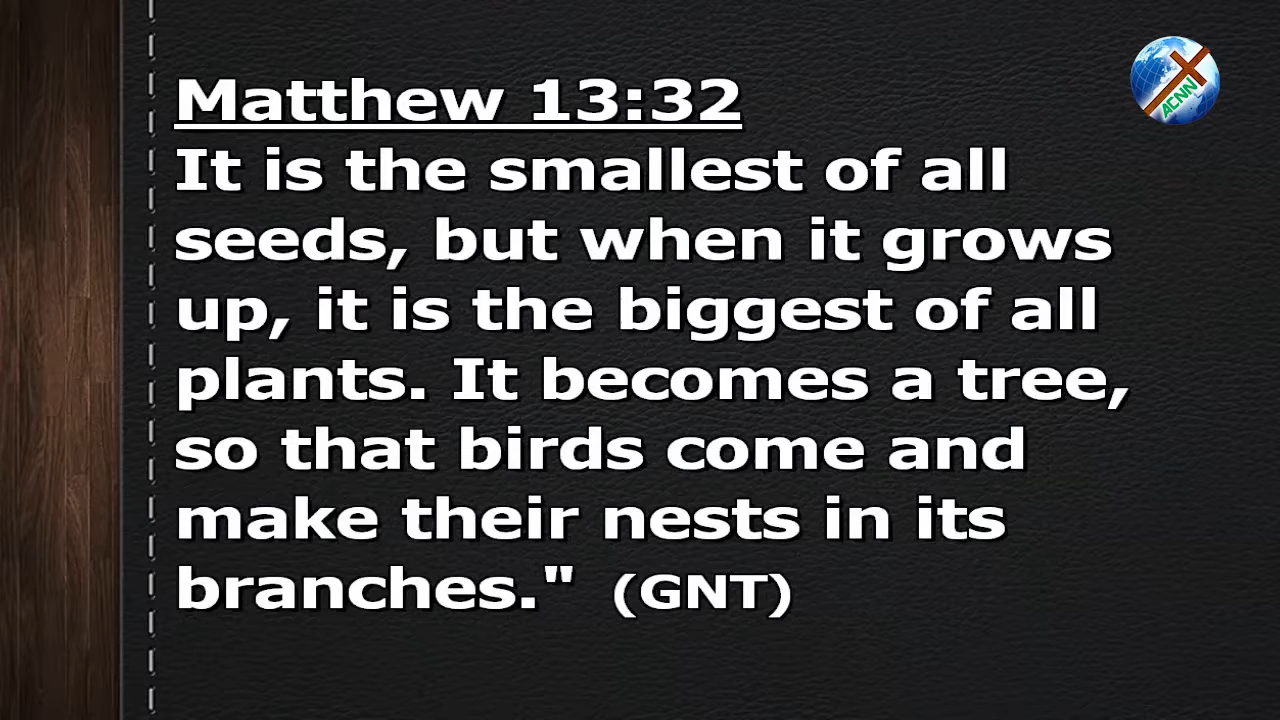 Matthew 13:32
It is the smallest of all
seeds, but when it grows
up, it is the biggest of all
plants. It becomes a tree,
so that birds come and
make their nests in its
branches." (GNT)
ACNN